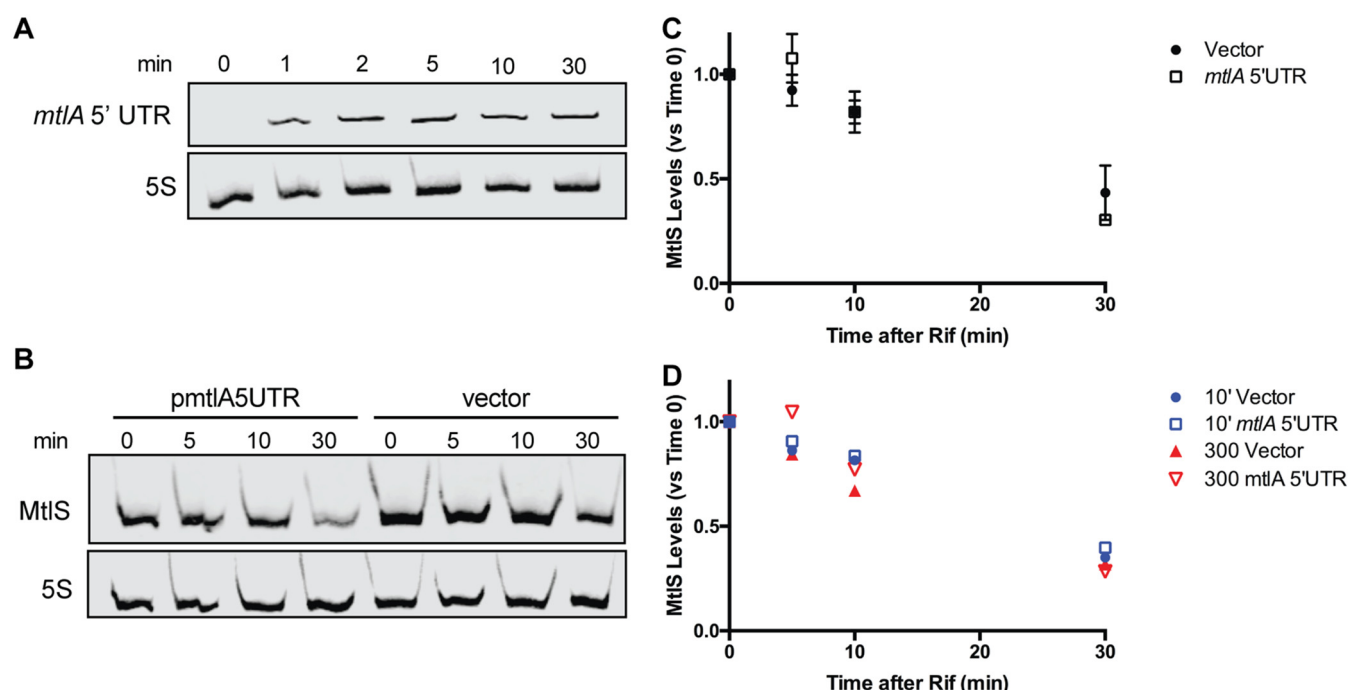 A
min 0 1 2 5 10 30
mtlA 5’ UTR
5S
B
pmtlA5UTR vector
min 0 5 10 30 0 5 10 30
MtlS
5S
C
MtlS Levels (vs Time 0)
1.0
0.5
0.0
0 10 20 30
Time after Rif (min)
Vector
mtlA 5'UTR
D
MtlS Levels (vs Time 0)
1.0
0.5
0.0
0 10 20 30
Time after Rif (min)
10' Vector
10' mtlA 5'UTR
300 Vector
300 mtlA 5'UTR